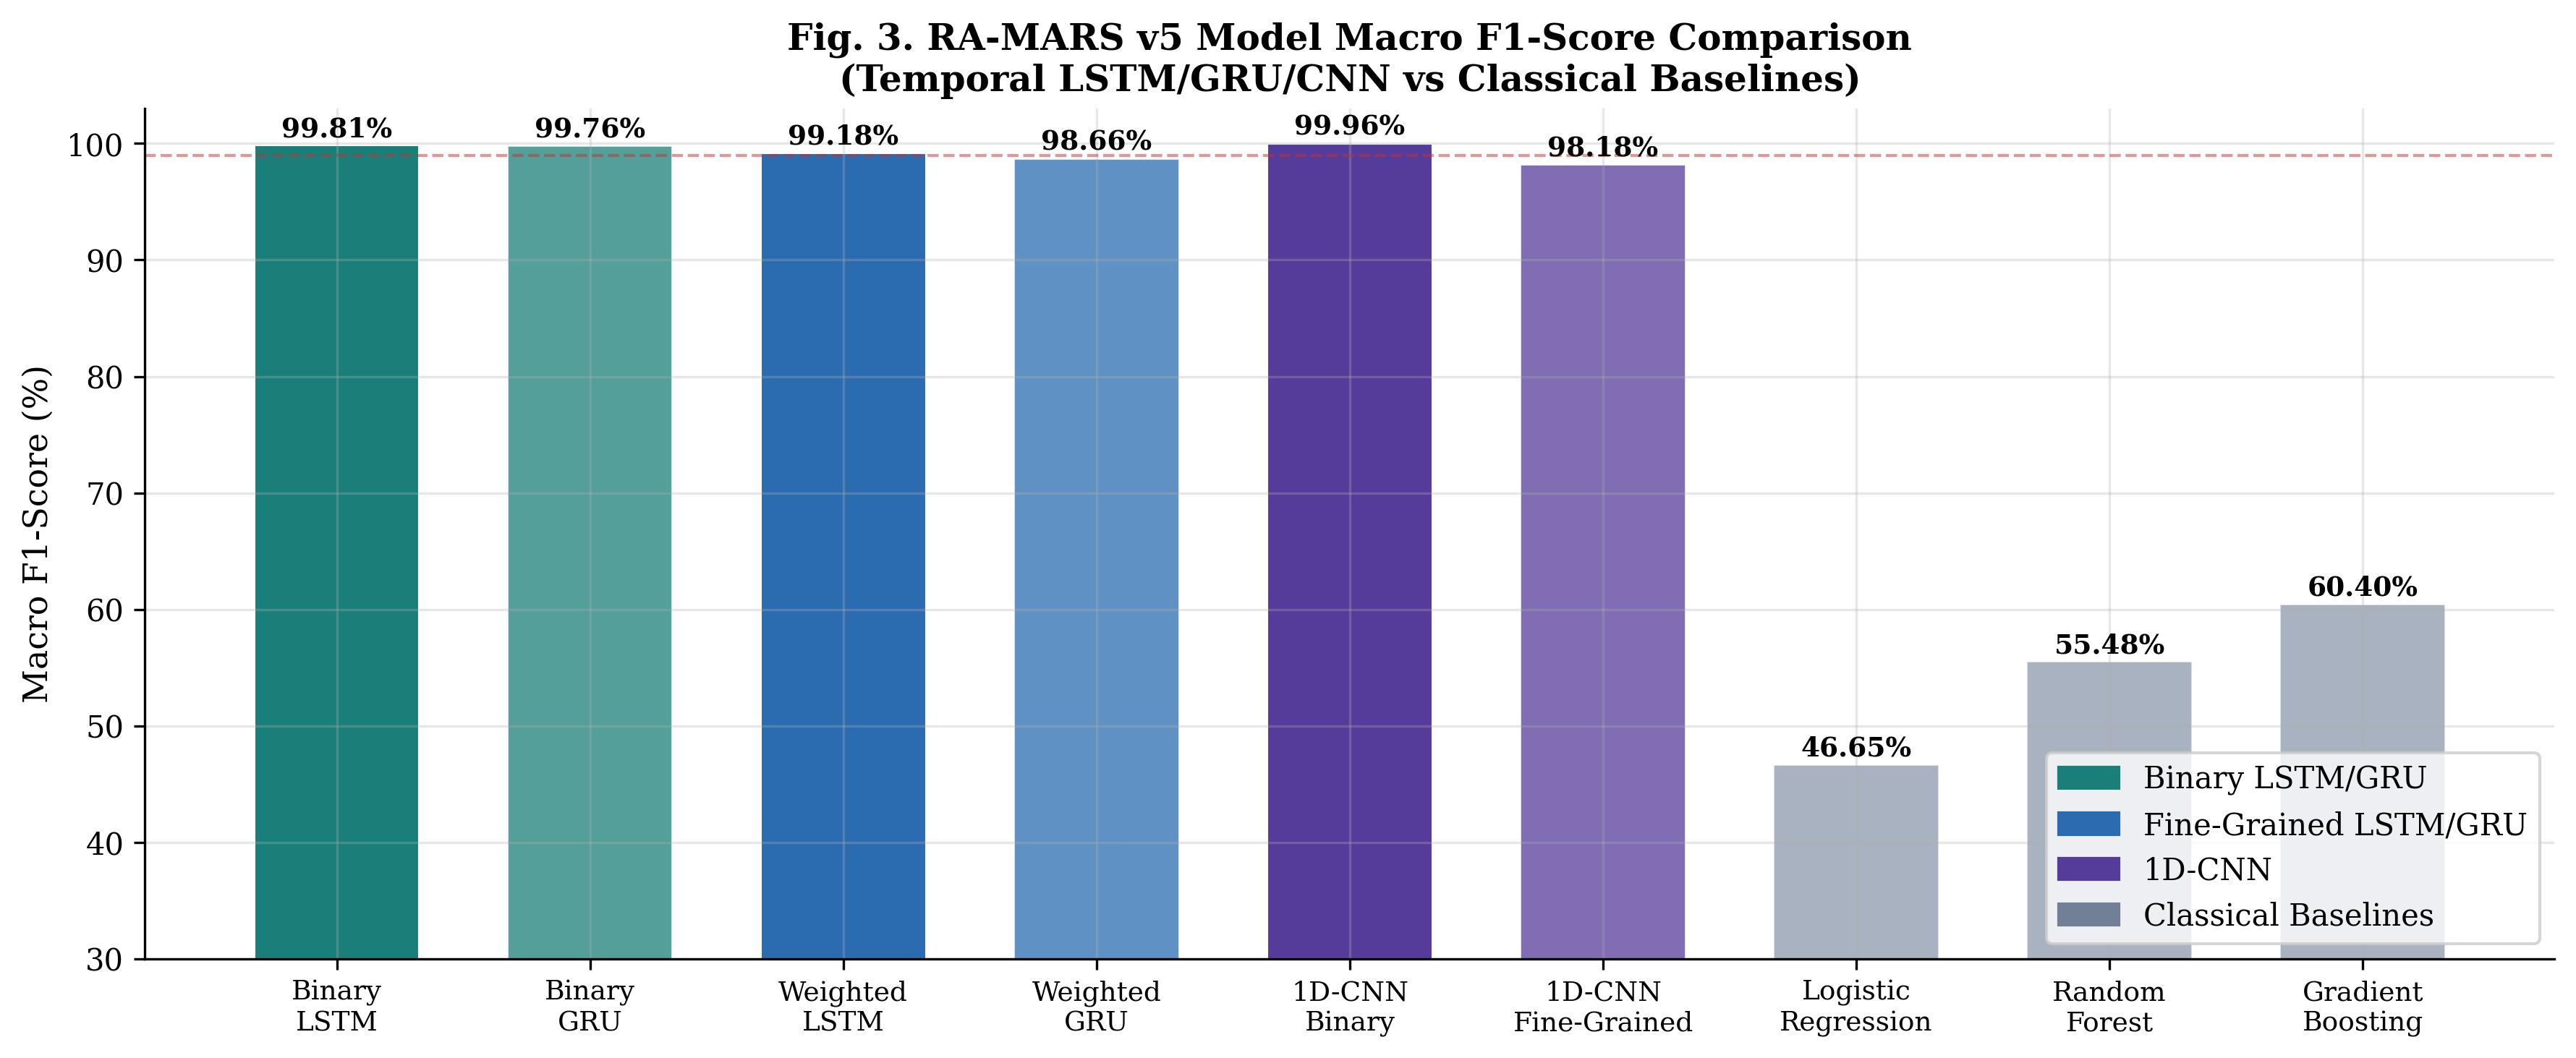 Fig. 3. RA-MARS v5 Model Macro F1-Score Comparison
(Temporal LSTM/GRU/CNN vs Classical Baselines)
Macro F1-Score (%)
100
90
80
70
60
50
40
30
99.81%
99.76%
99.18%
98.66%
99.96%
98.18%
46.65%
55.48%
60.40%
Binary LSTM/GRU
Fine-Grained LSTM/GRU
1D-CNN
Classical Baselines
Binary
LSTM
Binary
GRU
Weighted
LSTM
Weighted
GRU
1D-CNN
Binary
1D-CNN
Fine-Grained
Logistic
Regression
Random
Forest
Gradient
Boosting